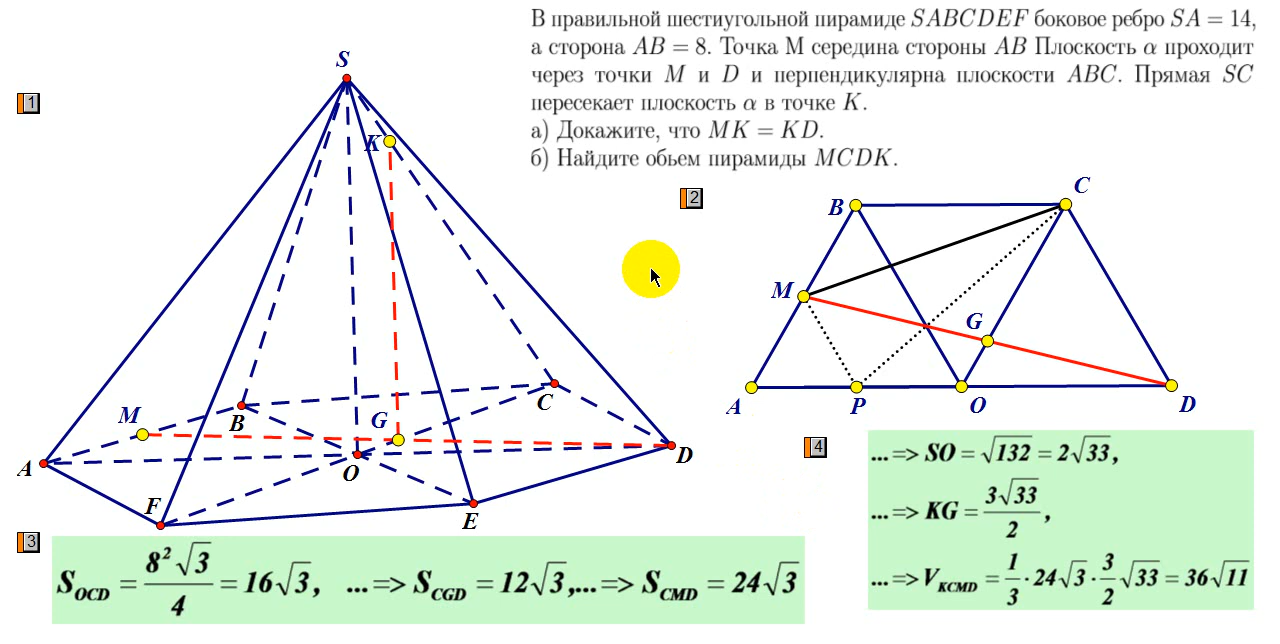 В правильной шестиугольной пирамиде SABCDEF боковое ребро SA = 14,
а сторона AB = 8. Точка М середина стороны AB Плоскость α проходит
через точки M и D и перпендикулярна плоскости ABC. Прямая SC
пересекает плоскость α в точке K.
а) Докажите, что MK = KD.
б) Найдите обьем пирамиды MCDK.
1
S
K
M
B
G
C
A
O
D
F
E
2
B
C
M
G
A
P
O
D
3
S_OCD = 8²√3/4 = 16√3, ...=> S_CGD = 12√3,...=> S_CMD = 24√3
4
...=> SO = √132 = 2√33,
...=> KG = 3√33/2,
...=> V_KCMD = 1/3 · 24√3 · 3/2 √33 = 36√11